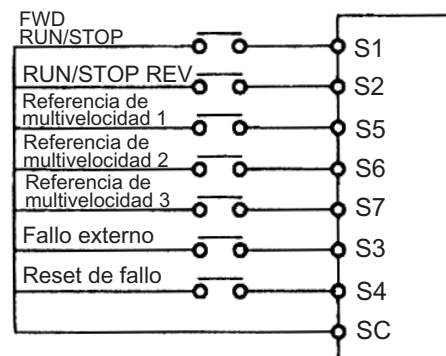 FWD
RUN/STOP
S1
RUN/STOP REV
S2
Referencia de
multivelocidad 1
S5
Referencia de
multivelocidad 2
S6
Referencia de
multivelocidad 3
S7
Fallo externo
S3
Reset de fallo
S4
SC